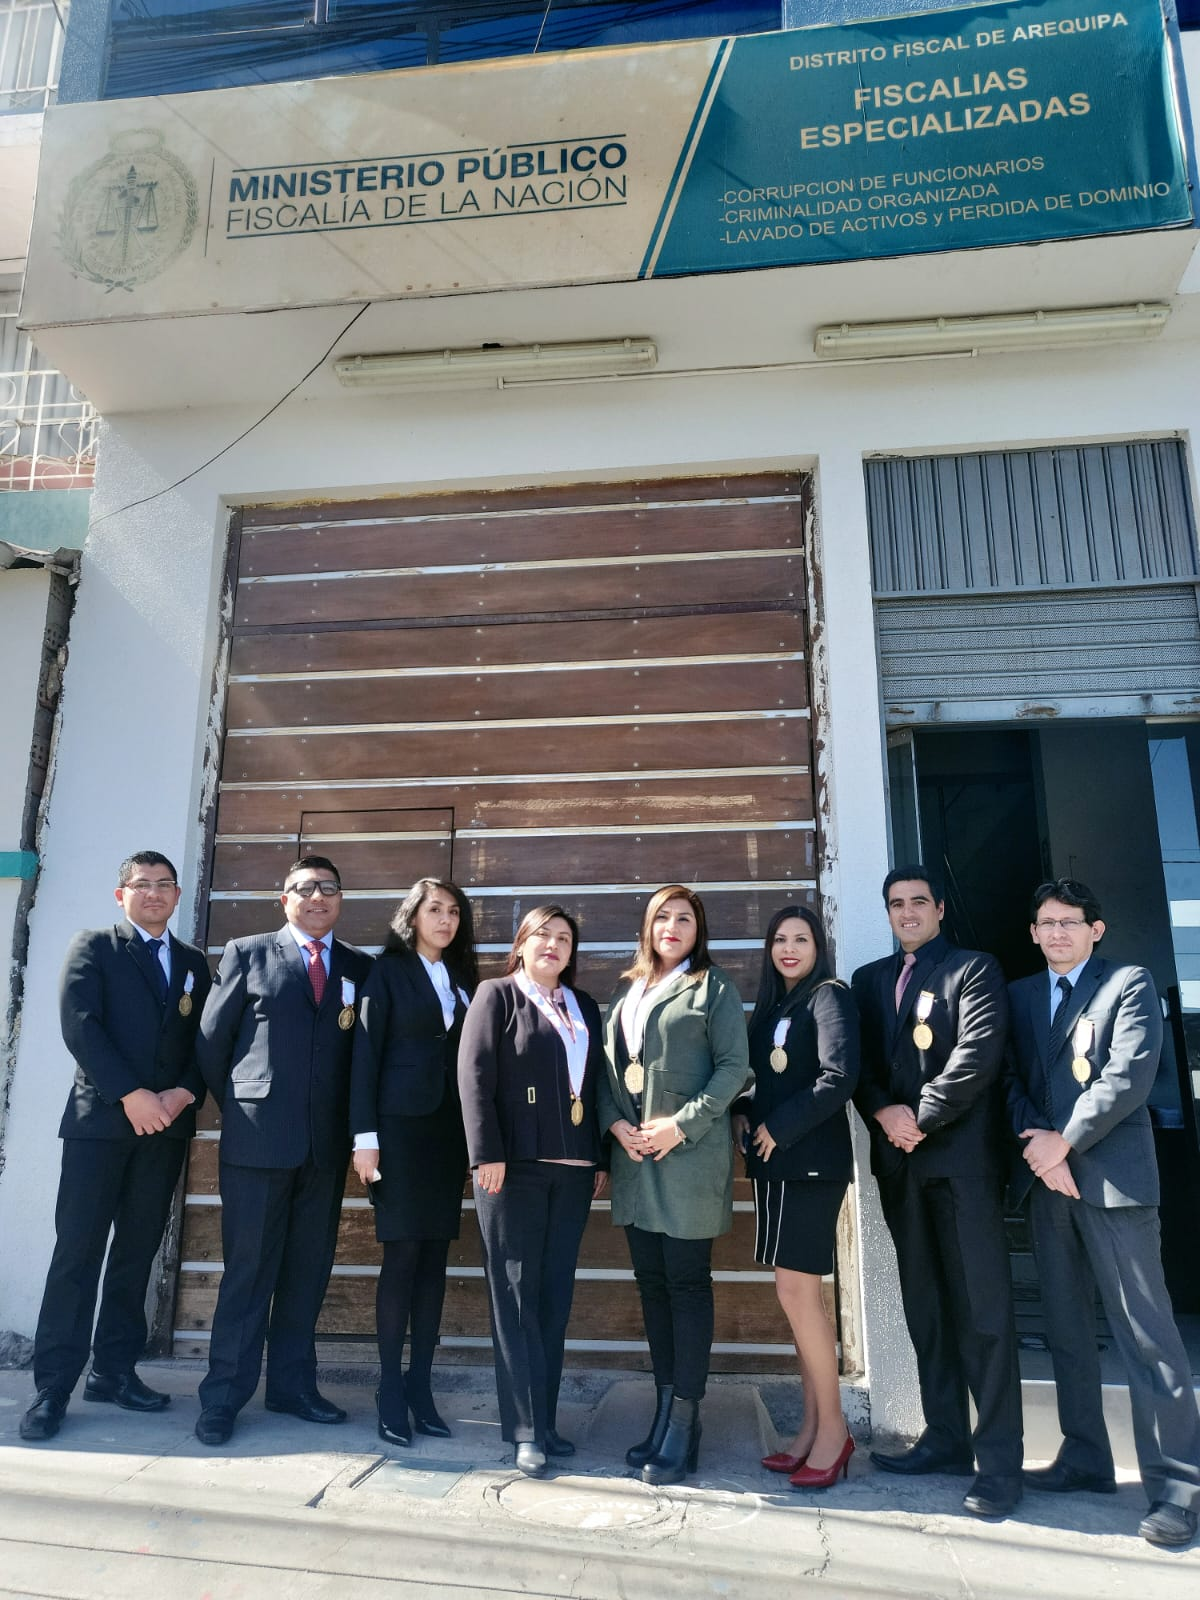 MINISTERIO PÚBLICO
FISCALÍA DE LA NACIÓN
DISTRITO FISCAL DE AREQUIPA
FISCALIAS
ESPECIALIZADAS
-CORRUPCION DE FUNCIONARIOS
-CRIMINALIDAD ORGANIZADA
-LAVADO DE ACTIVOS y PERDIDA DE DOMINIO